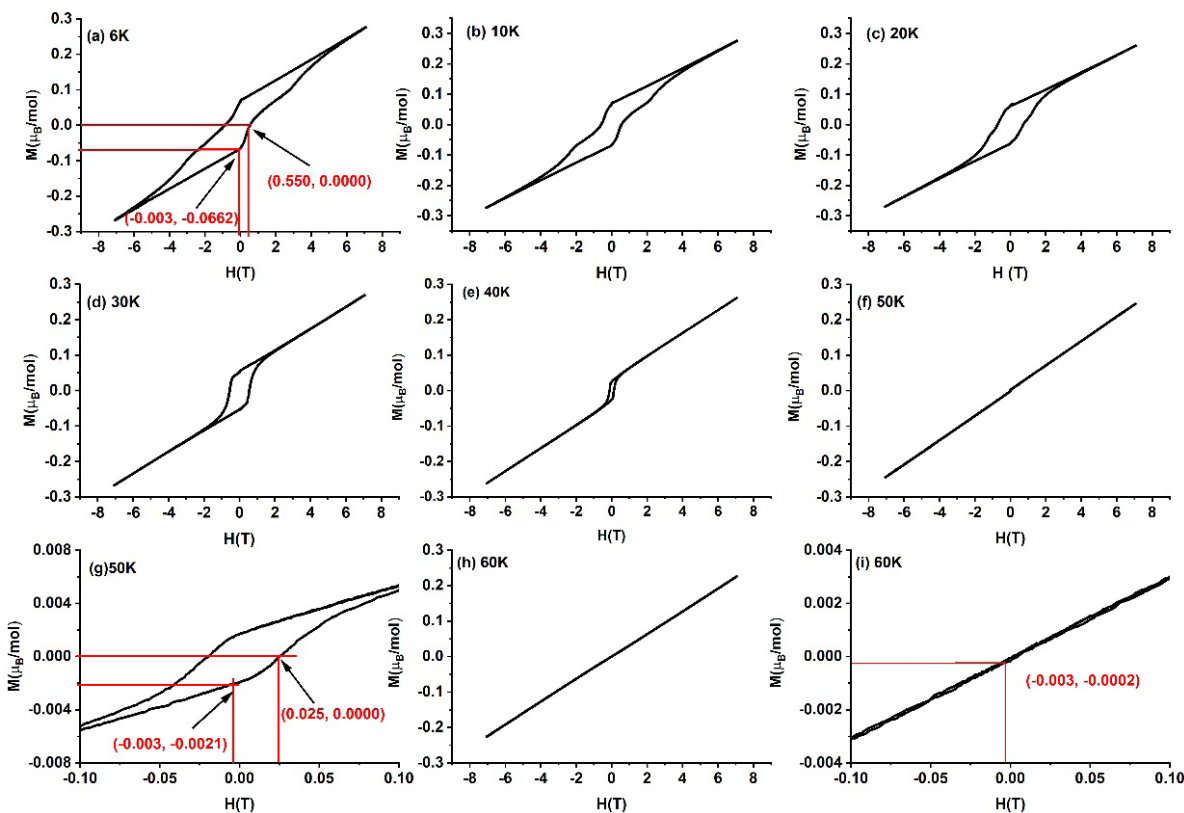 (a) 6K
M(μB/mol)
0.3
0.2
0.1
0.0
-0.1
-0.2
-0.3
(0.550, 0.0000)
(-0.003, -0.0662)
-8 -6 -4 -2 0 2 4 6 8
H(T)
(b) 10K
M(μB/mol)
0.3
0.2
0.1
0.0
-0.1
-0.2
-0.3
-8 -6 -4 -2 0 2 4 6 8
H(T)
(c) 20K
M(μB/mol)
0.3
0.2
0.1
0.0
-0.1
-0.2
-0.3
-8 -6 -4 -2 0 2 4 6 8
H (T)
(d) 30K
M(μB/mol)
0.3
0.2
0.1
0.0
-0.1
-0.2
-0.3
-8 -6 -4 -2 0 2 4 6 8
H(T)
(e) 40K
M(μB/mol)
0.3
0.2
0.1
0.0
-0.1
-0.2
-0.3
-8 -6 -4 -2 0 2 4 6 8
H(T)
(f) 50K
M(μB/mol)
0.3
0.2
0.1
0.0
-0.1
-0.2
-0.3
-8 -6 -4 -2 0 2 4 6 8
H(T)
(g)50K
M(μB/mol)
0.008
0.004
0.000
-0.004
-0.008
(0.025, 0.0000)
(-0.003, -0.0021)
-0.10 -0.05 0.00 0.05 0.10
H(T)
(h) 60K
M(μB/mol)
0.3
0.2
0.1
0.0
-0.1
-0.2
-0.3
-8 -6 -4 -2 0 2 4 6 8
H(T)
(i) 60K
M(μB/mol)
0.004
0.002
0.000
-0.002
-0.004
(-0.003, -0.0002)
-0.10 -0.05 0.00 0.05 0.10
H(T)